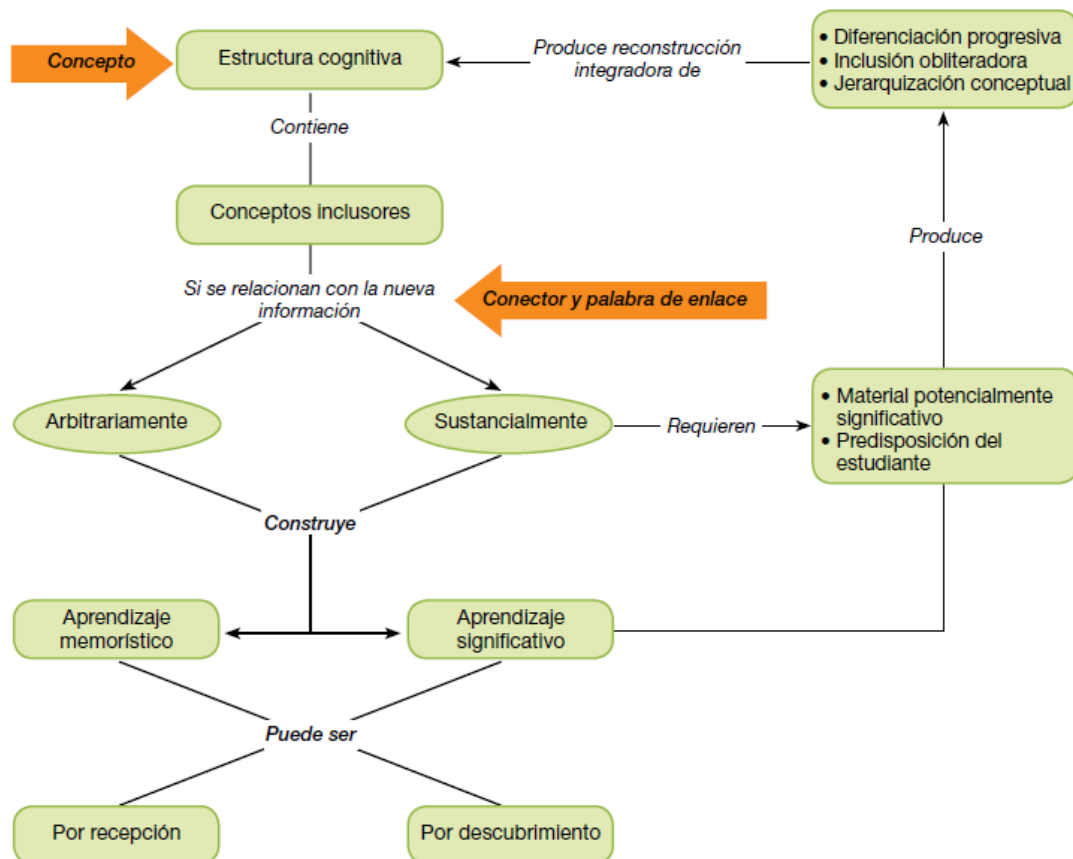 Concepto
Estructura cognitiva
Produce reconstrucción
integradora de
• Diferenciación progresiva
• Inclusión obliteradora
• Jerarquización conceptual
Contiene
Conceptos inclusores
Produce
Si se relacionan con la nueva
información
Conector y palabra de enlace
Arbitrariamente
Sustancialmente
Requieren
• Material potencialmente
significativo
• Predisposición del
estudiante
Construye
Aprendizaje
memorístico
Aprendizaje
significativo
Puede ser
Por recepción
Por descubrimiento